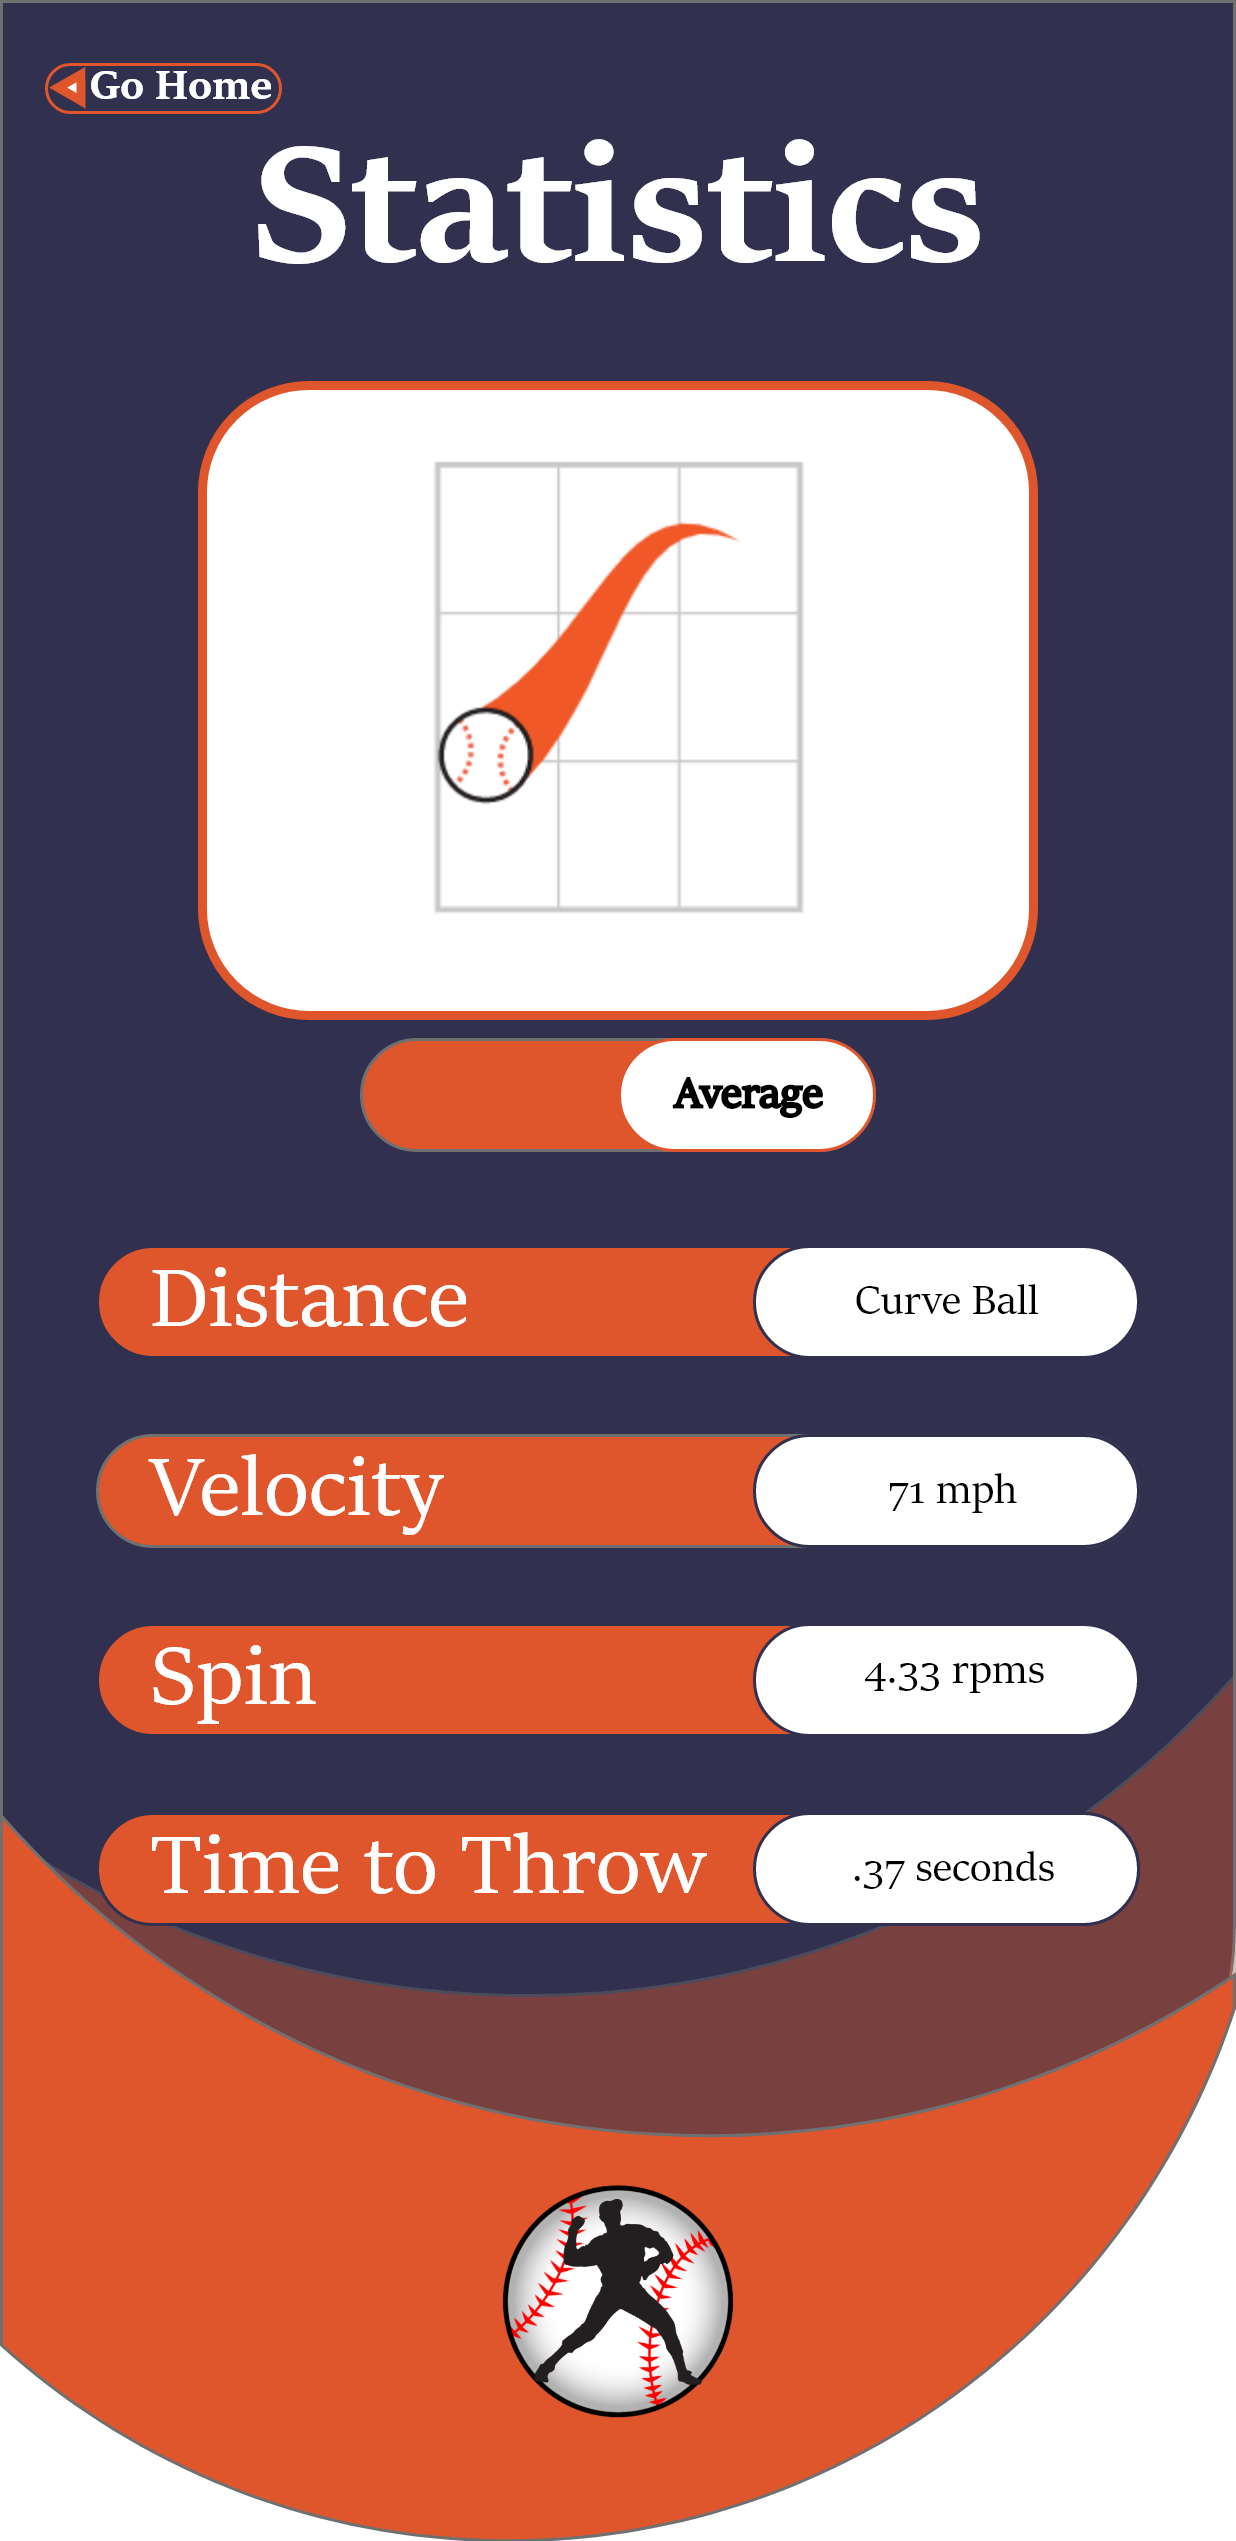 Go Home
Statistics
Average
Distance
Curve Ball
Velocity
71 mph
Spin
4.33 rpms
Time to Throw
.37 seconds